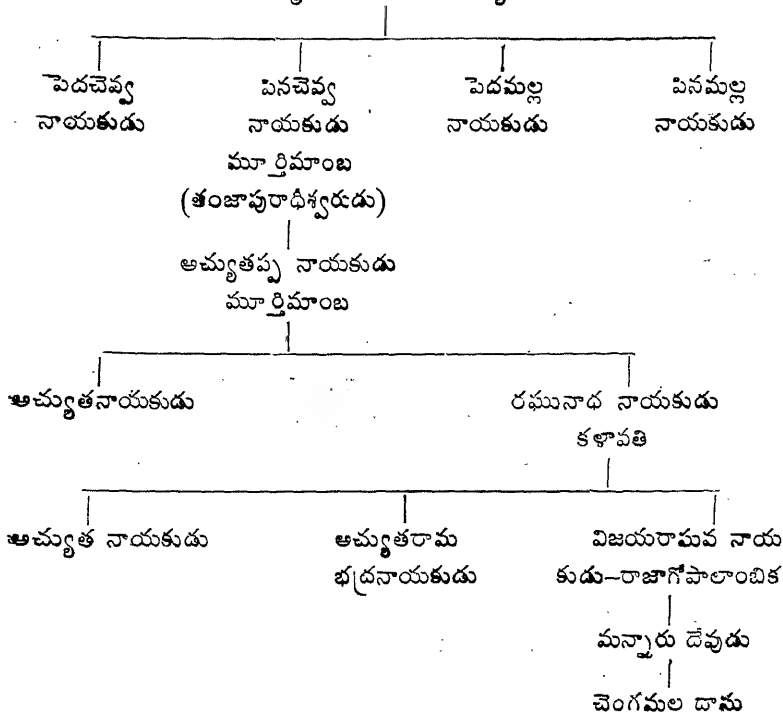 పెదచెవ్వ పినచెవ్వ పెదమల్ల పినమల్ల
నాయకుడు నాయకుడు నాయకుడు నాయకుడు
మూర్తిమాంబ
(తంజాపురాధీశ్వరుడు)
అచ్యుతప్ప నాయకుడు
మూర్తిమాంబ
అచ్యుతనాయకుడు రఘునాధ నాయకుడు
కళావతి
అచ్యుత నాయకుడు అచ్యుతరామ విజయరాఘవ నాయ
భద్రనాయకుడు కుడు–రాజాగోపాలాంబిక
మన్నారు దేవుడు
చెంగమల దాసు